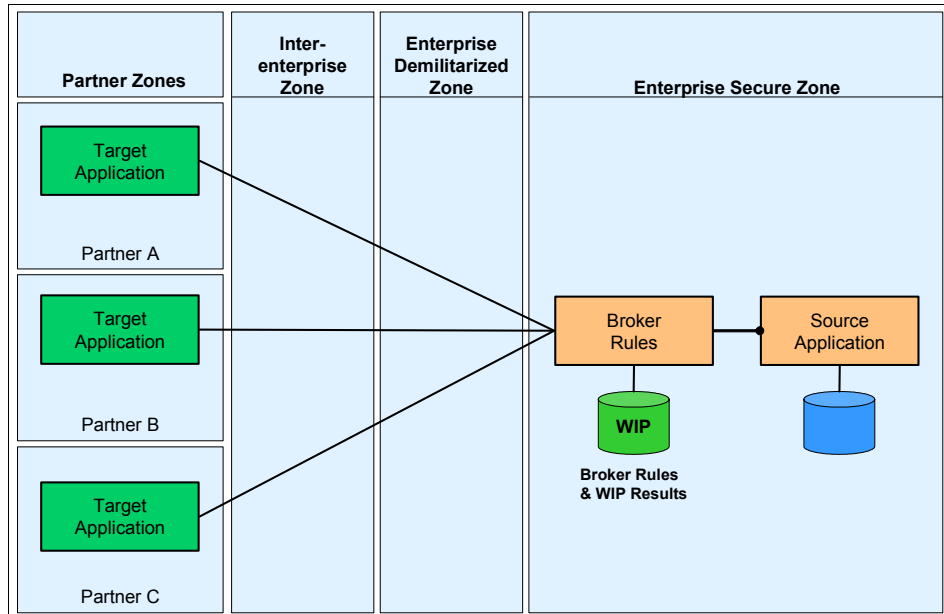 Partner Zones
Inter-
enterprise
Zone
Enterprise
Demilitarized
Zone
Enterprise Secure Zone
Target
Application
Partner A
Target
Application
Partner B
Target
Application
Partner C
Broker
Rules
Source
Application
WIP
Broker Rules
& WIP Results